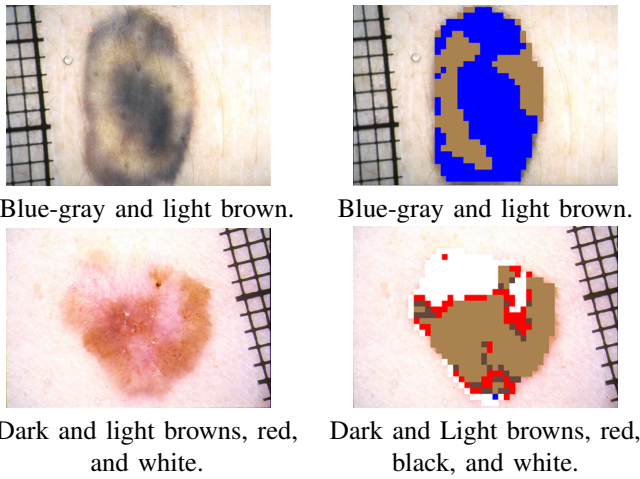 Blue-gray and light brown.
Blue-gray and light brown.
Dark and light browns, red,
and white.
Dark and Light browns, red,
black, and white.